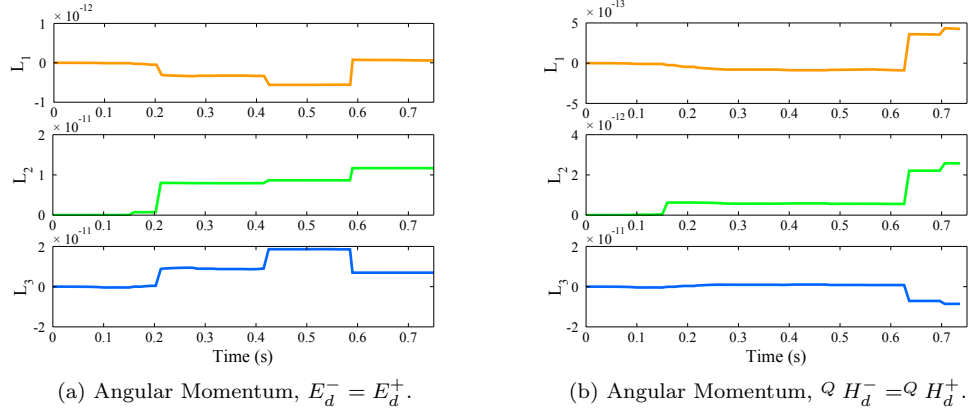 × 10⁻¹²
1
0
-1
L₁
0 0.1 0.2 0.3 0.4 0.5 0.6 0.7
× 10⁻¹¹
2
1
0
L₂
0 0.1 0.2 0.3 0.4 0.5 0.6 0.7
× 10⁻¹¹
2
0
-2
L₃
0 0.1 0.2 0.3 0.4 0.5 0.6 0.7
Time (s)
(a) Angular Momentum, $E_d^- = E_d^+$.
× 10⁻¹³
5
0
-5
L₁
0 0.1 0.2 0.3 0.4 0.5 0.6 0.7
× 10⁻¹²
4
2
0
L₂
0 0.1 0.2 0.3 0.4 0.5 0.6 0.7
× 10⁻¹¹
2
0
-2
L₃
0 0.1 0.2 0.3 0.4 0.5 0.6 0.7
Time (s)
(b) Angular Momentum, $^Q H_d^- = ^Q H_d^+$.